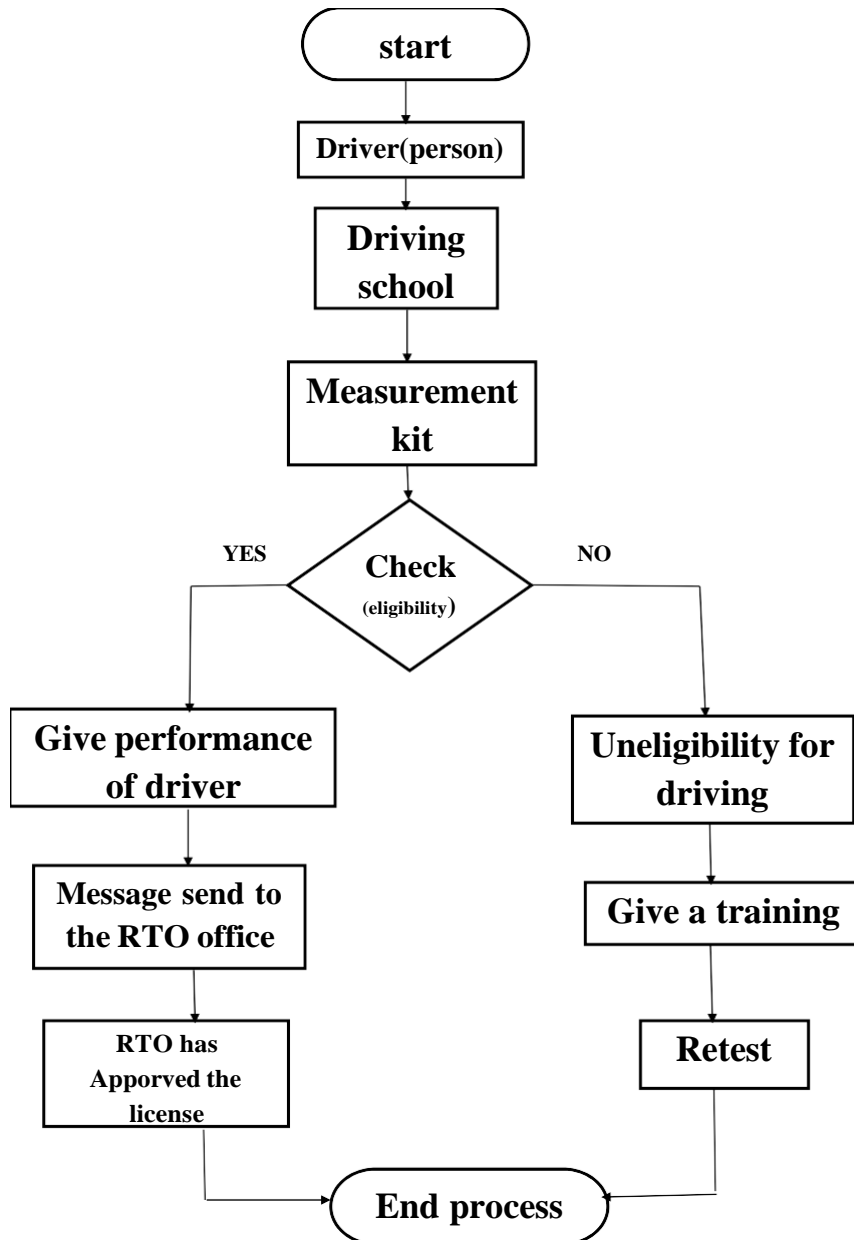 start
Driver(person)
Driving
school
Measurement
kit
YES
NO
Check
(eligibility)
Give performance
of driver
Message send to
the RTO office
RTO has
Apporved the
license
Uneligibility for
driving
Give a training
Retest
End process